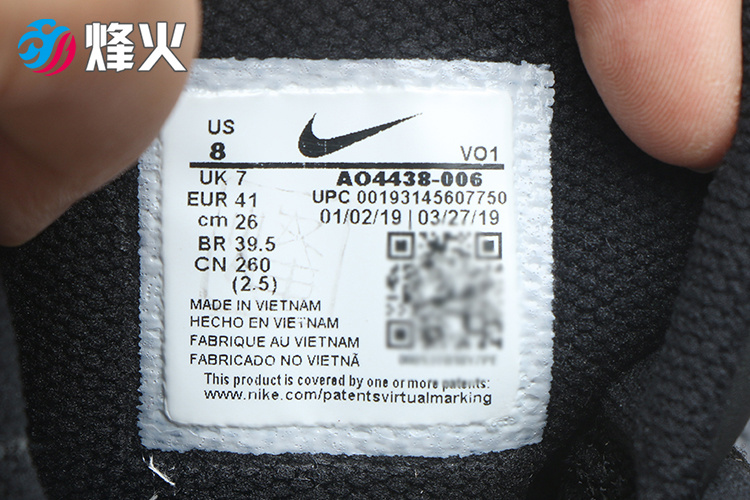 烽火
US
8
VO1
UK 7
AO4438-006
EUR 41
UPC 00193145607750
cm 26
01/02/19 | 03/27/19
BR 39.5
CN 260
(2.5)
MADE IN VIETNAM
HECHO EN VIETNAM
FABRIQUE AU VIETNAM
FABRICADO NO VIETNÃ
This product is covered by one or more patents:
www.nike.com/patentsvirtualmarking